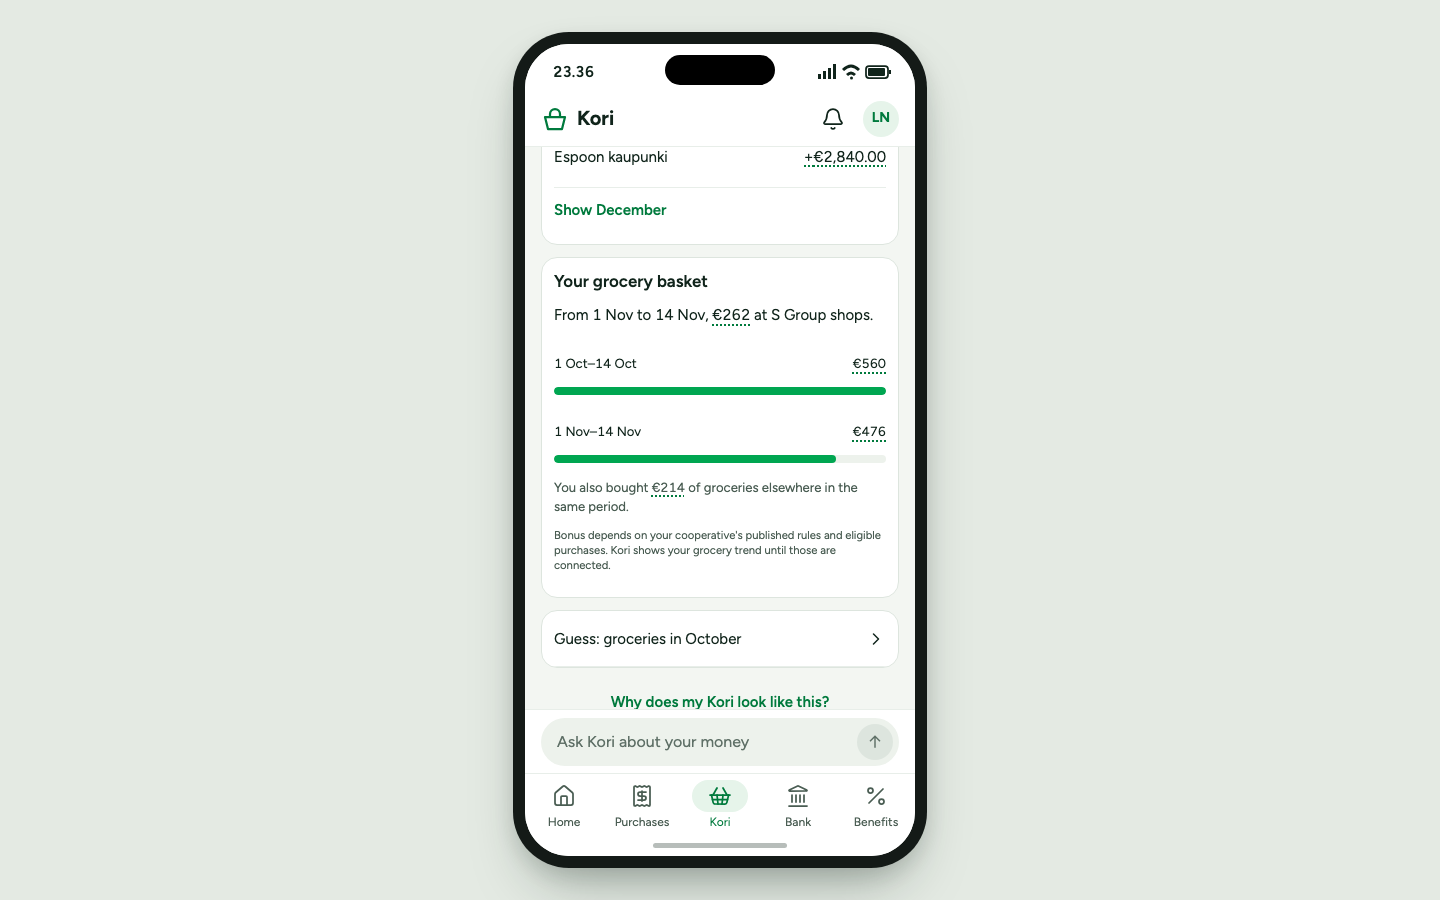 23.36
Kori
LN
Espoon kaupunki +€2,840.00
Show December
Your grocery basket
From 1 Nov to 14 Nov, €262 at S Group shops.
1 Oct–14 Oct €560
1 Nov–14 Nov €476
You also bought €214 of groceries elsewhere in the
same period.
Bonus depends on your cooperative's published rules and eligible
purchases. Kori shows your grocery trend until those are
connected.
Guess: groceries in October
Why does my Kori look like this?
Ask Kori about your money
Home Purchases Kori Bank Benefits